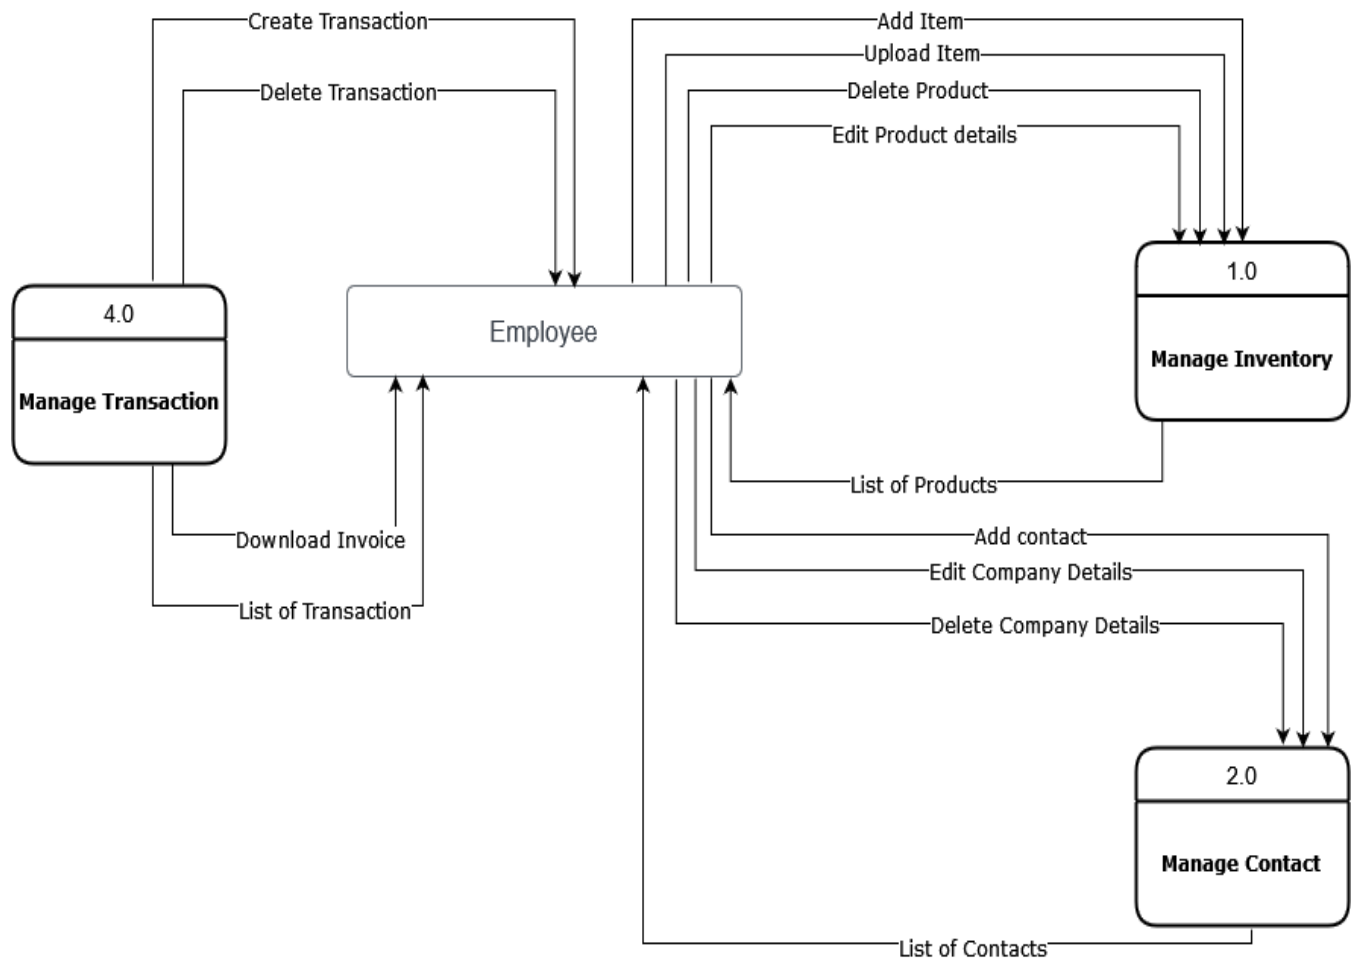 Create Transaction
Add Item
Upload Item
Delete Transaction
Delete Product
Edit Product details
1.0
4.0
Employee
Manage Inventory
Manage Transaction
List of Products
Download Invoice
Add contact
Edit Company Details
List of Transaction
Delete Company Details
2.0
Manage Contact
List of Contacts